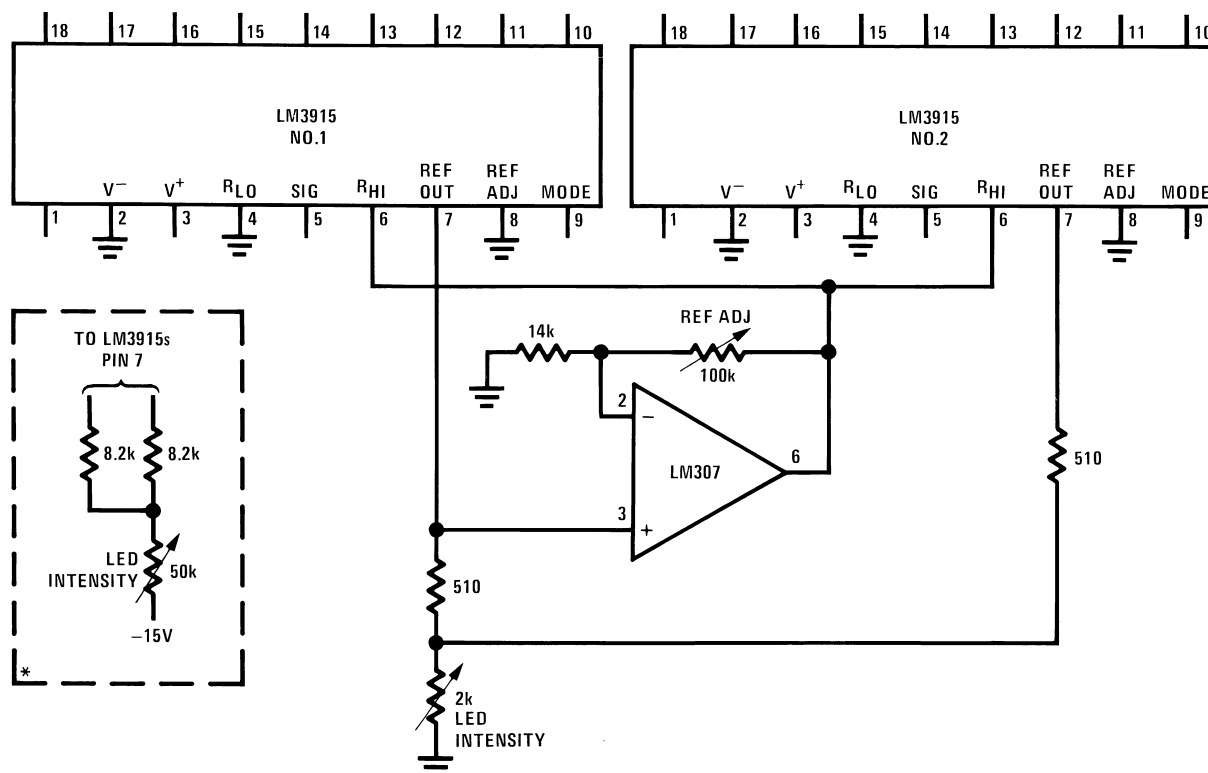 18 17 16 15 14 13 12 11 10
18 17 16 15 14 13 12 11 10
LM3915
NO.1
LM3915
NO.2
V− V+ RLO SIG RHI REF OUT REF ADJ MODE
V− V+ RLO SIG RHI REF OUT REF ADJ MODE
1 2 3 4 5 6 7 8 9
1 2 3 4 5 6 7 8 9
TO LM3915s
PIN 7
8.2k 8.2k
LED
INTENSITY
50k
−15V
*
14k
REF ADJ
100k
2
−
LM307
6
3
+
510
510
2k
LED
INTENSITY